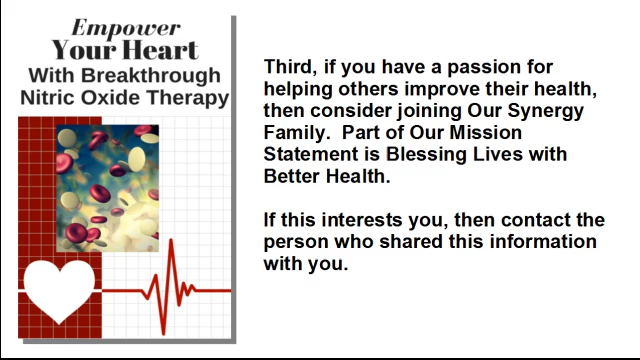 Empower
Your Heart
With Breakthrough
Nitric Oxide Therapy
Third, if you have a passion for
helping others improve their health,
then consider joining Our Synergy
Family.  Part of Our Mission
Statement is Blessing Lives with
Better Health.
If this interests you, then contact the
person who shared this information
with you.